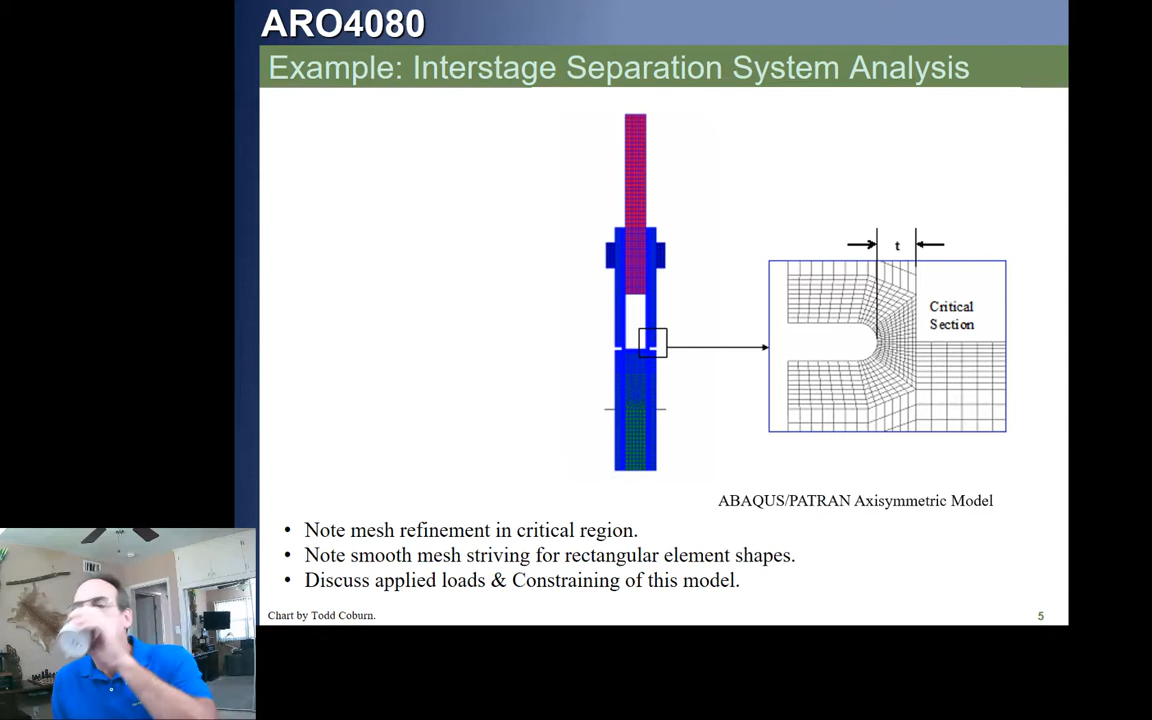 ARO4080
Example: Interstage Separation System Analysis
t
Critical
Section
ABAQUS/PATRAN Axisymmetric Model
• Note mesh refinement in critical region.
• Note smooth mesh striving for rectangular element shapes.
• Discuss applied loads & Constraining of this model.
Chart by Todd Coburn.
5